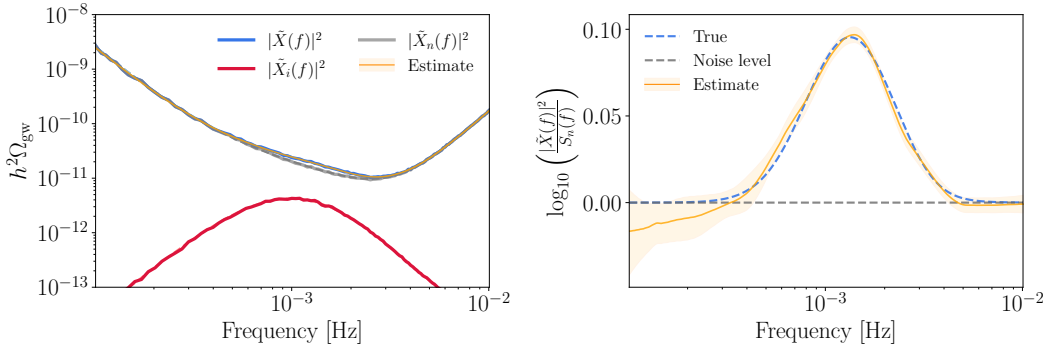 10^{-8}
10^{-9}
10^{-10}
10^{-11}
10^{-12}
10^{-13}
h^2Ω_{gw}
|X̃(f)|^2
|X̃_i(f)|^2
|X̃_n(f)|^2
Estimate
10^{-3}
10^{-2}
Frequency [Hz]
0.10
0.05
0.00
log_{10} (|X̃(f)|^2 / S_n(f))
True
Noise level
Estimate
10^{-3}
10^{-2}
Frequency [Hz]